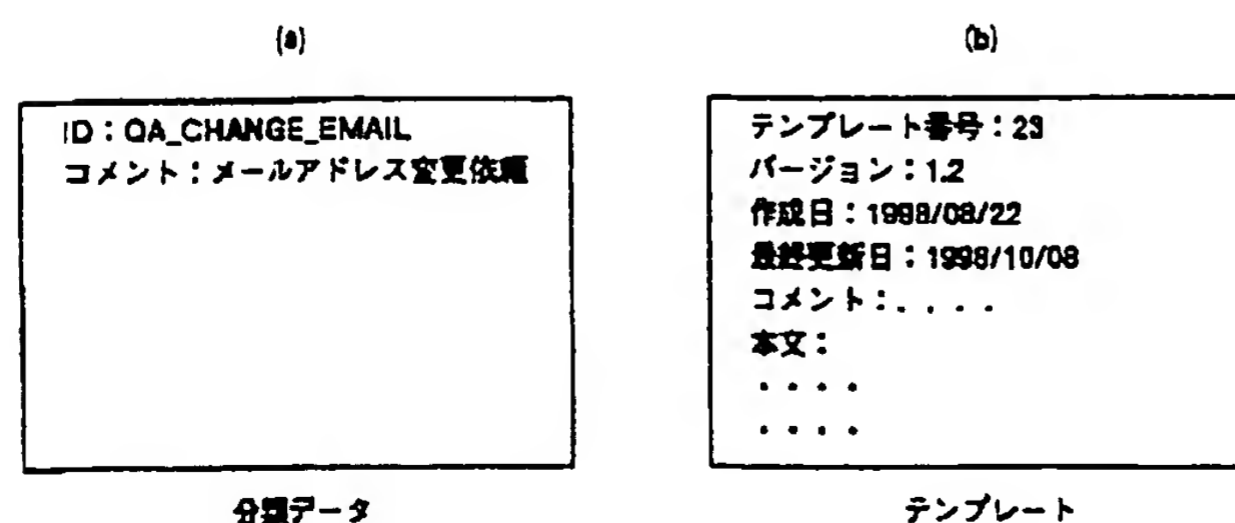 (a)
ID：QA_CHANGE_EMAIL
コメント：メールアドレス変更依頼
分類データ
(b)
テンプレート番号：23
バージョン：1.2
作成日：1998/08/22
最終更新日：1998/10/08
コメント：. . . .
本文：
・・・・
・・・・
テンプレート